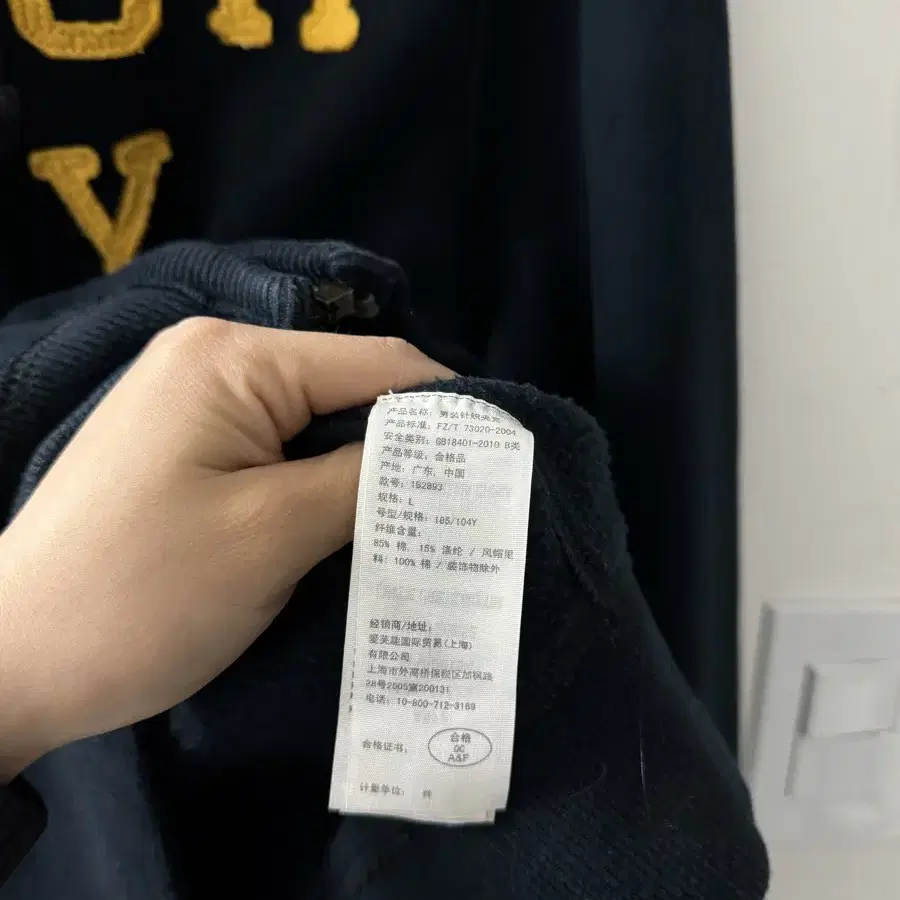 V
产品名称: 男装针织夹克
产品标准: FZ/T 73020-2004
安全类别: GB18401-2010 B类
产品等级: 合格品
产地: 广东, 中国
款号: 182893
规格: L
号型/规格: 185/104Y
纤维含量:
85% 棉, 15% 涤纶 / 风帽里
料: 100% 棉 / 装饰物除外
经销商/地址:
爱芙趣国际贸易(上海)
有限公司
上海市外高桥保税区加枫路
28号2005室200131
电话: 10-800-712-3169
合格证书:
合格
QC
A&F
计量单位: 件